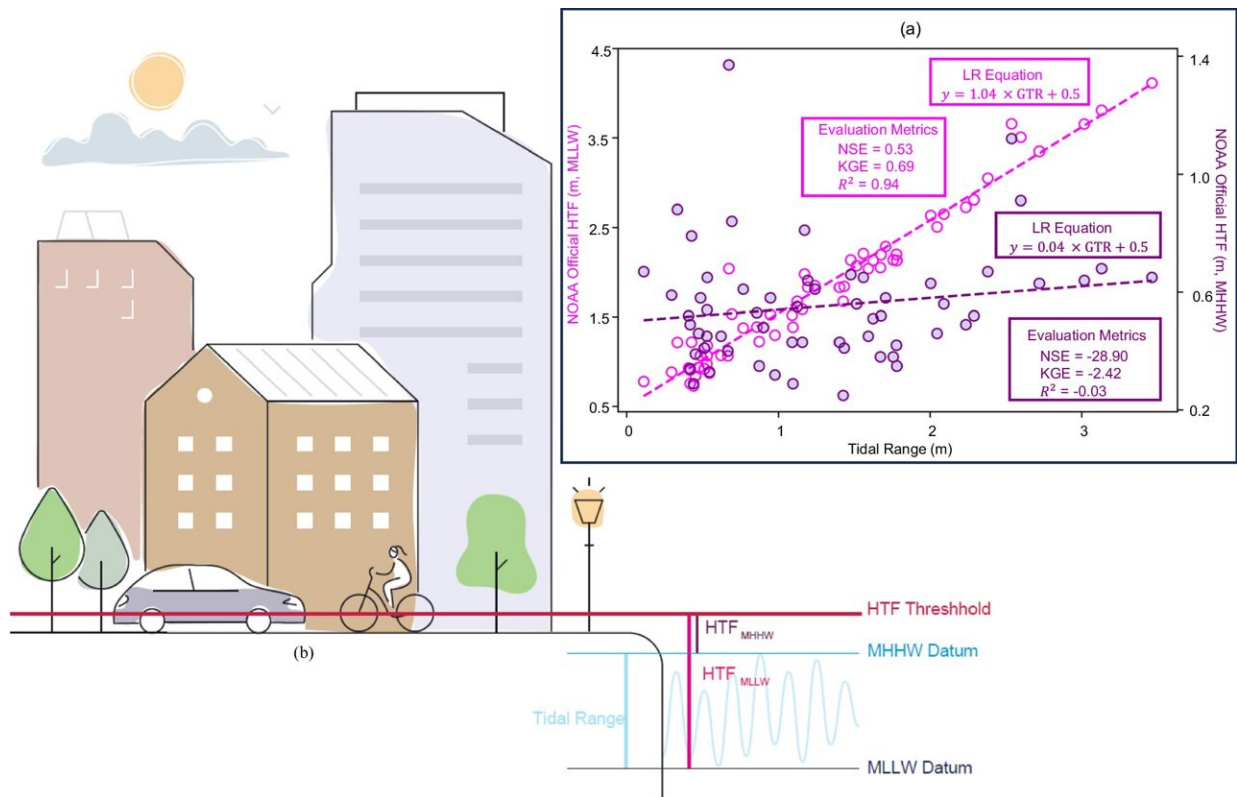 (a)
4.5
3.5
2.5
1.5
0.5
NOAA Official HTF (m, MLLW)
1.4
1.0
0.6
0.2
NOAA Official HTF (m, MHHW)
LR Equation
y = 1.04 × GTR + 0.5
Evaluation Metrics
NSE = 0.53
KGE = 0.69
R² = 0.94
LR Equation
y = 0.04 × GTR + 0.5
Evaluation Metrics
NSE = -28.90
KGE = -2.42
R² = -0.03
0 1 2 3
Tidal Range (m)
HTF Threshhold
HTF MHHW
(b)
MHHW Datum
HTF MLLW
Tidal Range
MLLW Datum